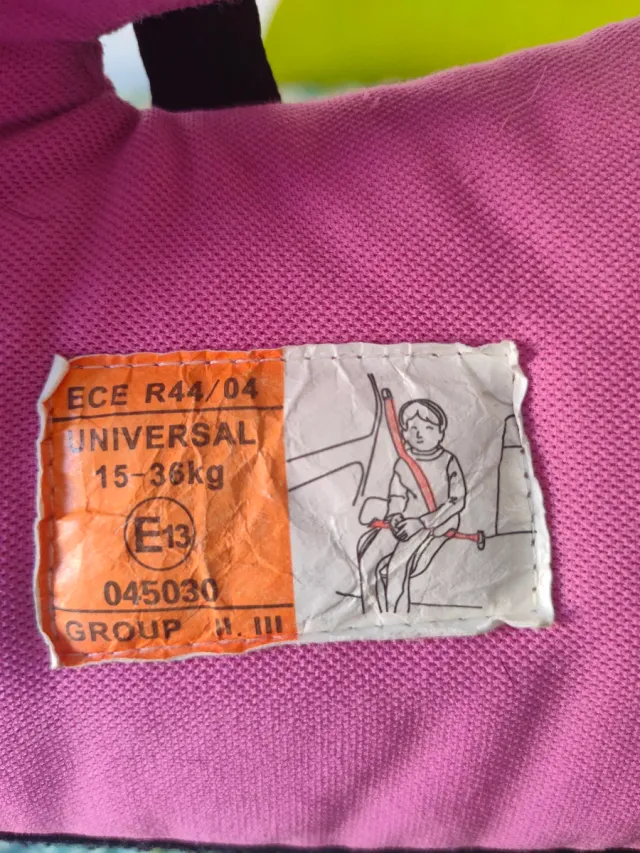 ECE R44/04
UNIVERSAL
15-36kg
E13
045030
GROUP II. III